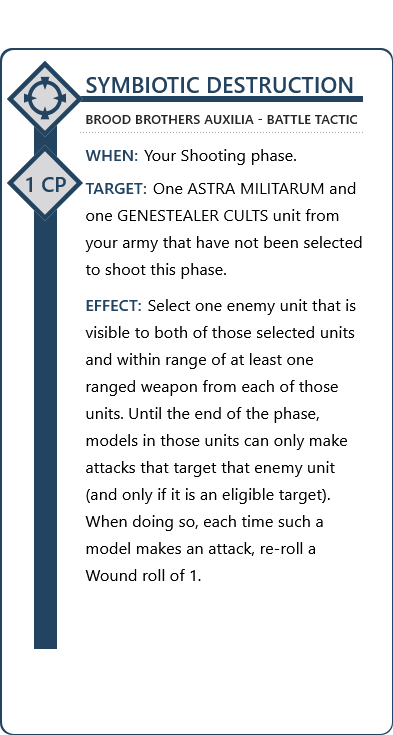 SYMBIOTIC DESTRUCTION
BROOD BROTHERS AUXILIA - BATTLE TACTIC
WHEN: Your Shooting phase.
1 CP
TARGET: One ASTRA MILITARUM and
one GENESTEALER CULTS unit from
your army that have not been selected
to shoot this phase.
EFFECT: Select one enemy unit that is
visible to both of those selected units
and within range of at least one
ranged weapon from each of those
units. Until the end of the phase,
models in those units can only make
attacks that target that enemy unit
(and only if it is an eligible target).
When doing so, each time such a
model makes an attack, re-roll a
Wound roll of 1.